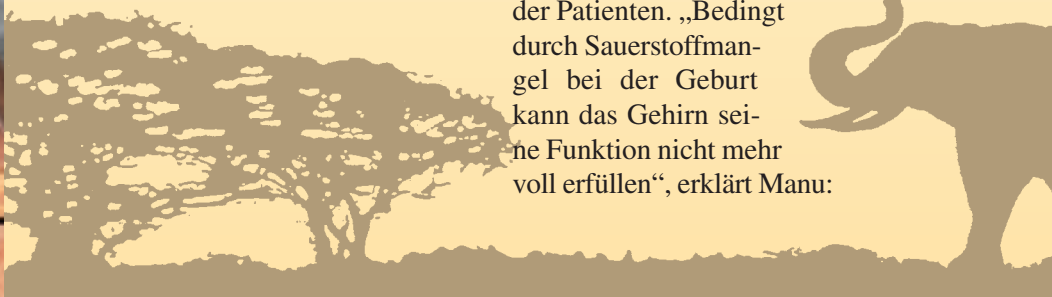 der Patienten. „Bedingt
durch Sauerstoffman-
gel bei der Geburt
kann das Gehirn sei-
ne Funktion nicht mehr
voll erfüllen“, erklärt Manu: